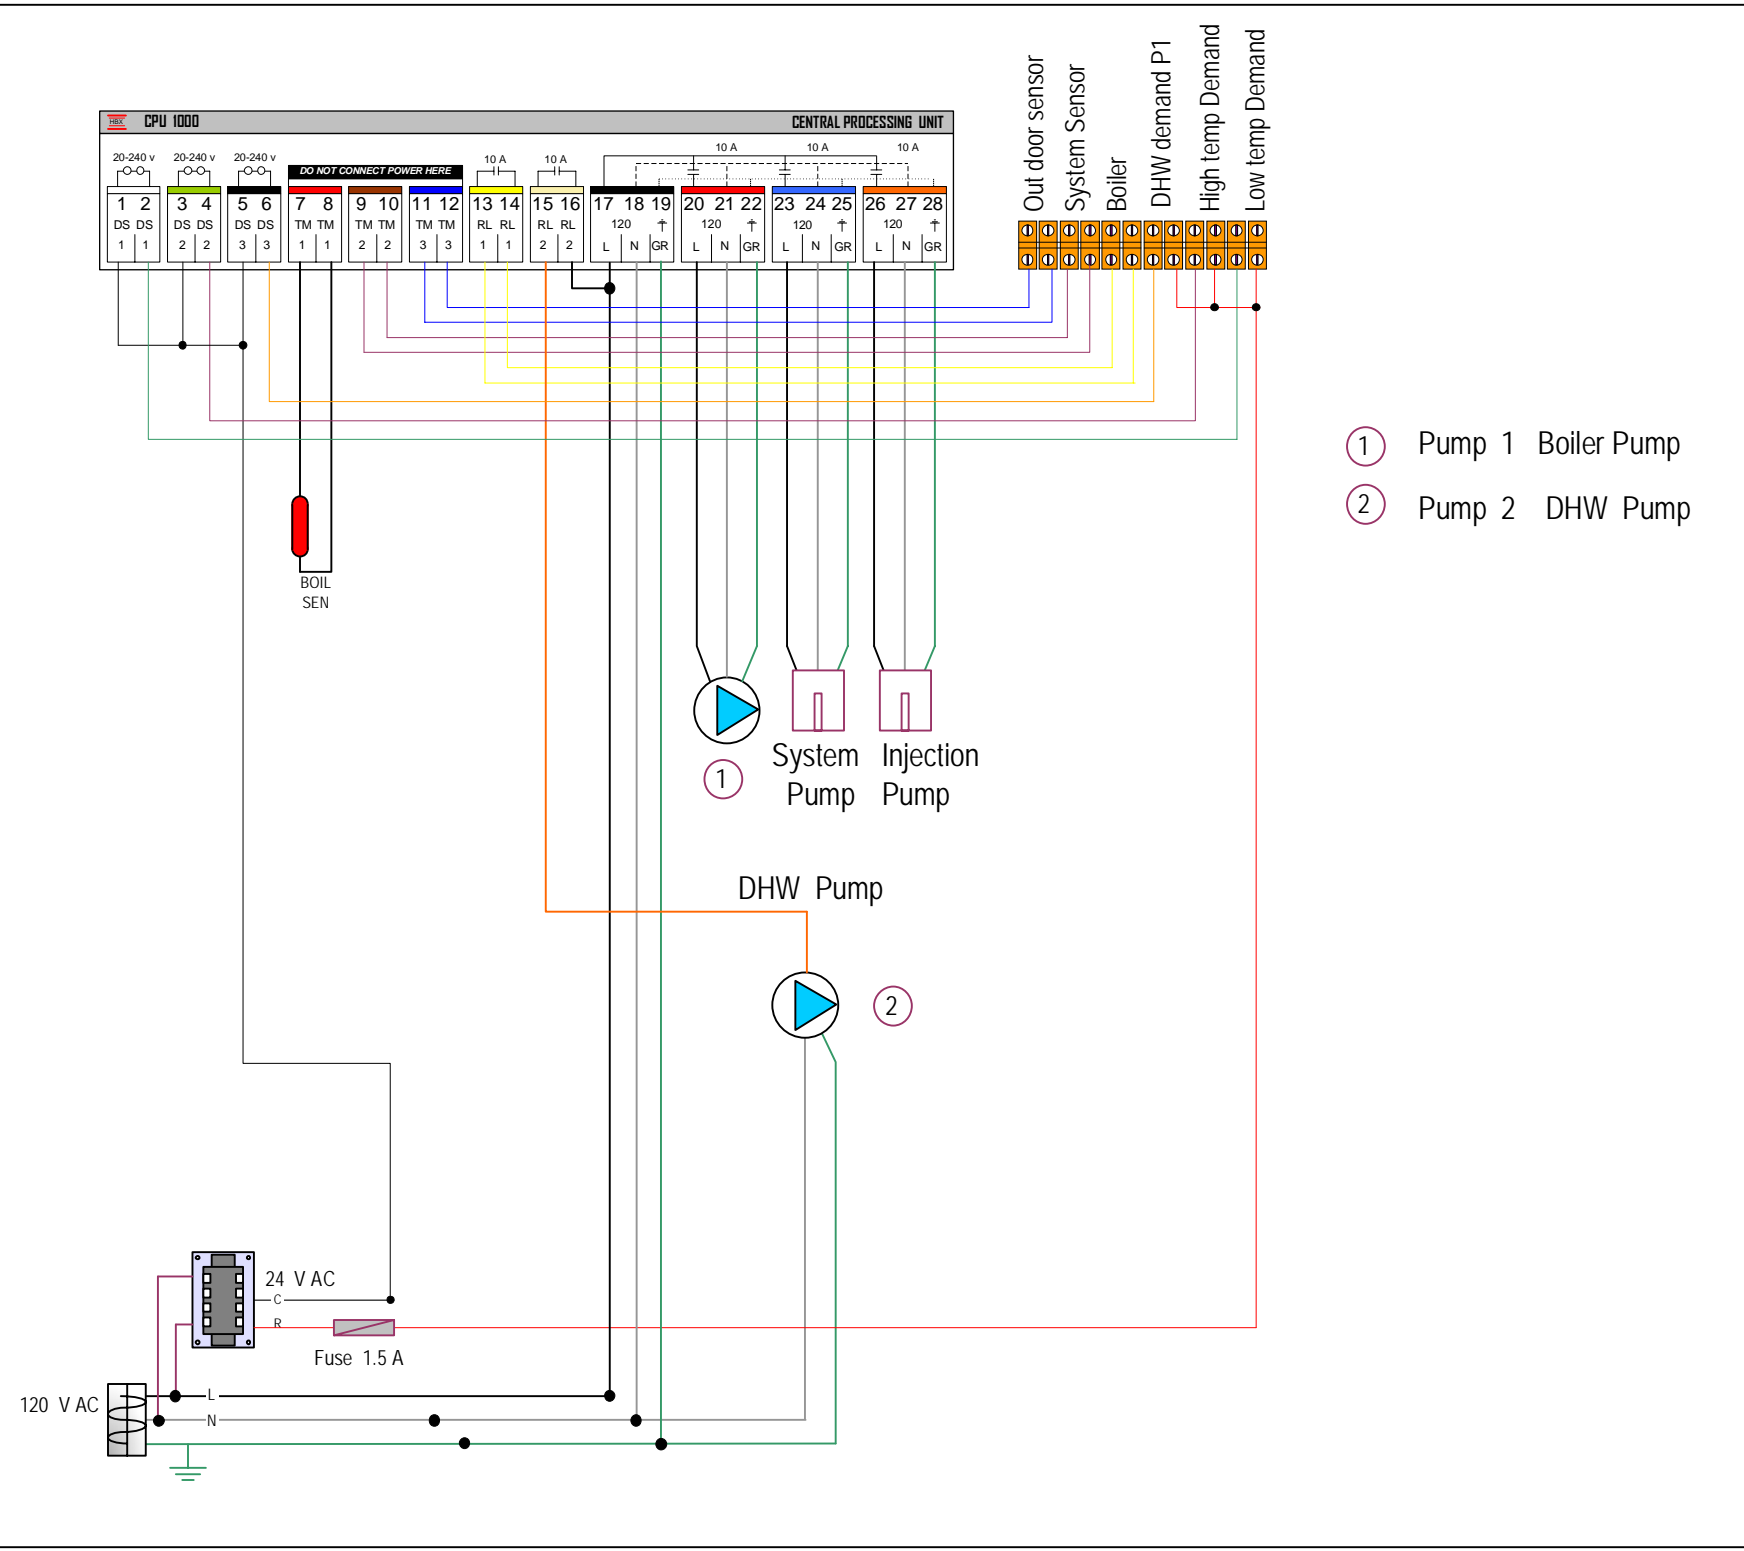 HBX CPU 1000 CENTRAL PROCESSING UNIT
20-240 v 20-240 v 20-240 v DO NOT CONNECT POWER HERE 10 A 10 A 10 A 10 A 10 A
1 2 3 4 5 6 7 8 9 10 11 12 13 14 15 16 17 18 19 20 21 22 23 24 25 26 27 28
DS DS DS DS DS DS TM TM TM TM TM TM RL RL RL RL 120 120 120 120
1 1 2 2 3 3 1 1 2 2 3 3 1 1 2 2 L N GR L N GR L N GR L N GR
Out door sensor
System Sensor
Boiler
DHW demand P1
High temp Demand
Low temp Demand
1 Pump 1 Boiler Pump
2 Pump 2 DHW Pump
BOIL
SEN
System
Pump
Injection
Pump
1
DHW Pump
2
24 V AC
C
R
Fuse 1.5 A
120 V AC
L
N